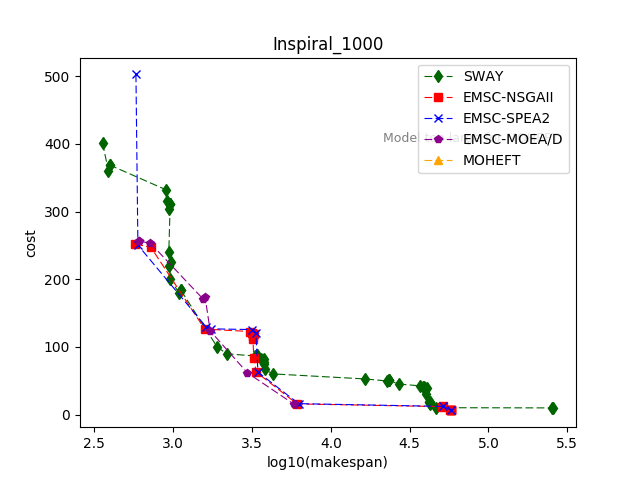 Inspiral_1000
500
400
300
200
100
0
cost
2.5 3.0 3.5 4.0 4.5 5.0 5.5
log10(makespan)
SWAY
EMSC-NSGAII
EMSC-SPEA2
EMSC-MOEA/D
MOHEFT